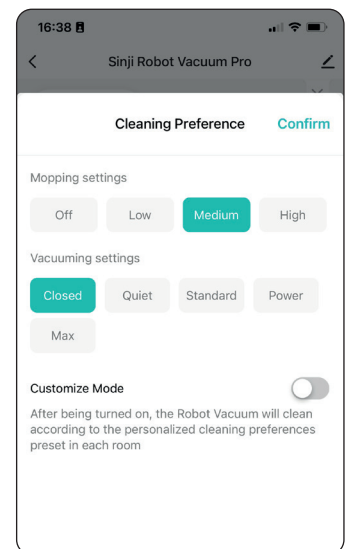 16:38
Sinji Robot Vacuum Pro
Cleaning Preference Confirm
Mopping settings
Off Low Medium High
Vacuuming settings
Closed Quiet Standard Power
Max
Customize Mode
After being turned on, the Robot Vacuum will clean
according to the personalized cleaning preferences
preset in each room